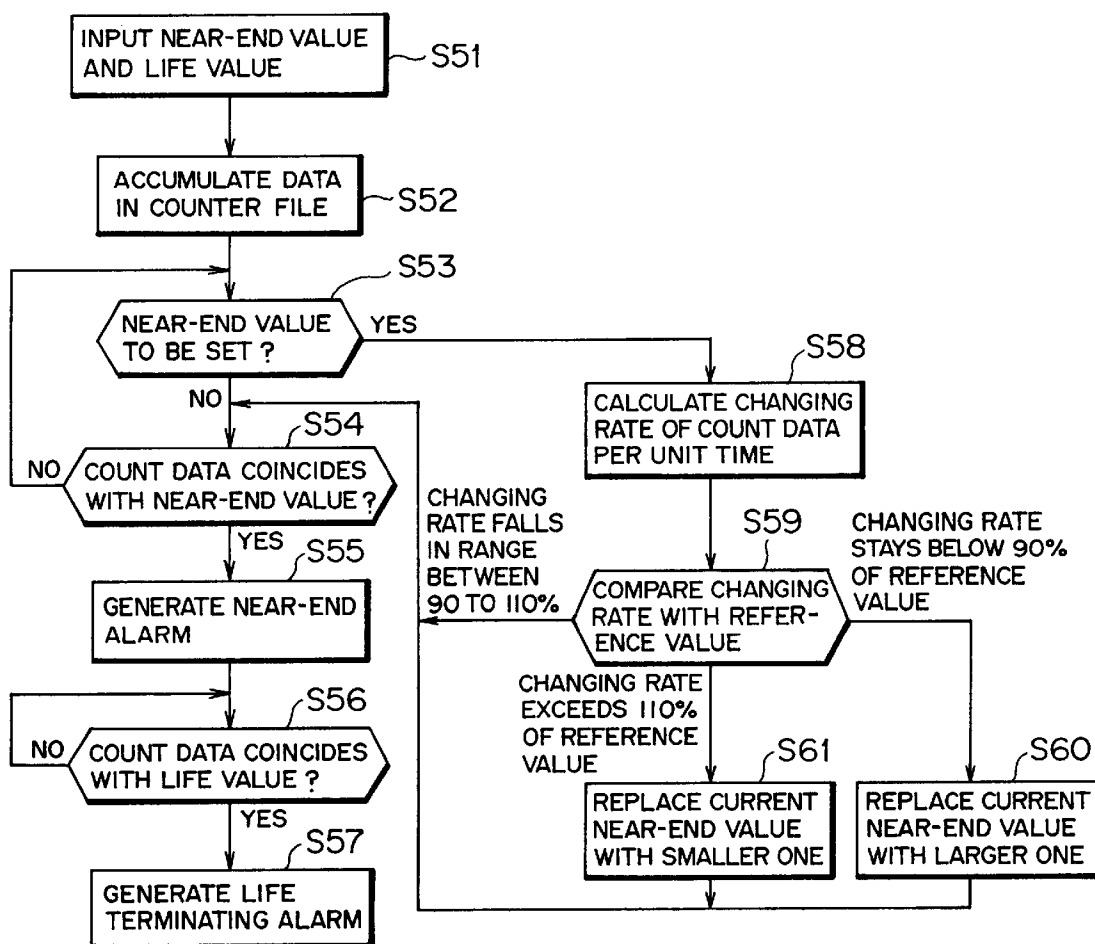 INPUT NEAR-END VALUE
AND LIFE VALUE
S51
ACCUMULATE DATA
IN COUNTER FILE
S52
S53
NEAR-END VALUE
TO BE SET ?
YES
NO
S54
COUNT DATA COINCIDES
WITH NEAR-END VALUE ?
NO
YES
S55
GENERATE NEAR-END
ALARM
S56
COUNT DATA COINCIDES
WITH LIFE VALUE ?
NO
YES
S57
GENERATE LIFE
TERMINATING ALARM
S58
CALCULATE CHANGING
RATE OF COUNT DATA
PER UNIT TIME
S59
COMPARE CHANGING
RATE WITH REFER-
ENCE VALUE
CHANGING
RATE FALLS
IN RANGE
BETWEEN
90 TO 110%
CHANGING RATE
STAYS BELOW 90%
OF REFERENCE
VALUE
CHANGING RATE
EXCEEDS 110%
OF REFERENCE
VALUE
S61
REPLACE CURRENT
NEAR-END VALUE
WITH SMALLER ONE
S60
REPLACE CURRENT
NEAR-END VALUE
WITH LARGER ONE